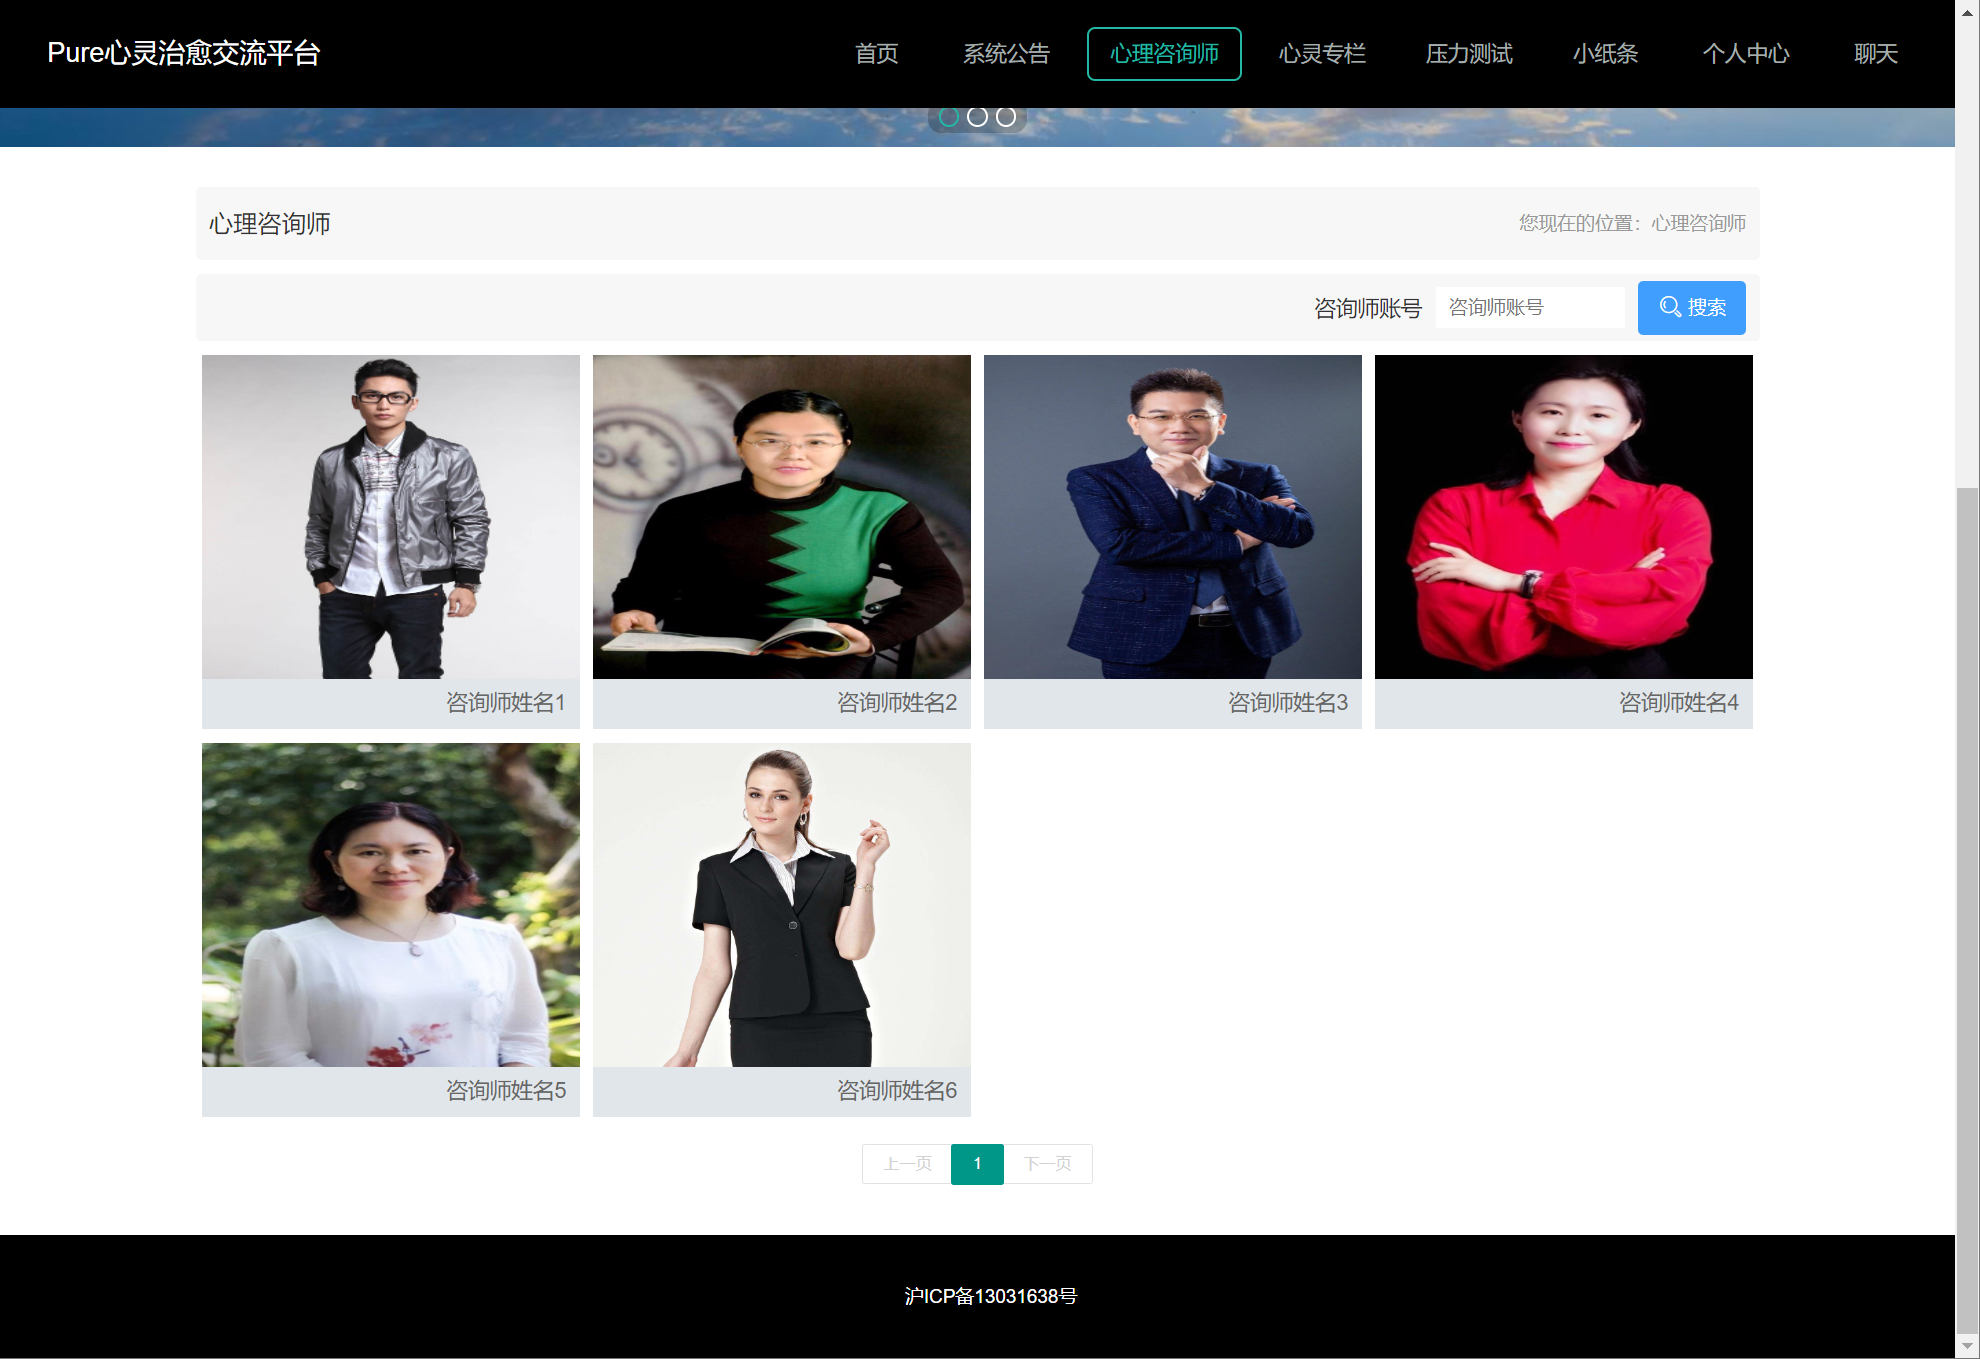 Pure心灵治愈交流平台
首页 系统公告 心理咨询师 心灵专栏 压力测试 小纸条 个人中心 聊天
心理咨询师
您现在的位置：心理咨询师
咨询师账号 咨询师账号 搜索
咨询师姓名1
咨询师姓名2
咨询师姓名3
咨询师姓名4
咨询师姓名5
咨询师姓名6
上一页 1 下一页
沪ICP备13031638号